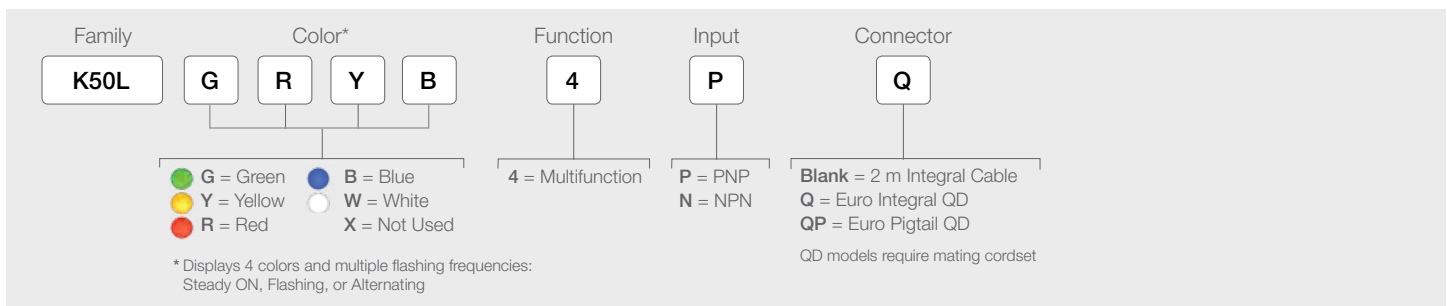 Family Color* Function Input Connector
K50L G R Y B 4 P Q
G = Green B = Blue 4 = Multifunction P = PNP Blank = 2 m Integral Cable
Y = Yellow W = White N = NPN Q = Euro Integral QD
R = Red X = Not Used QP = Euro Pigtail QD
QD models require mating cordset
* Displays 4 colors and multiple flashing frequencies:
Steady ON, Flashing, or Alternating